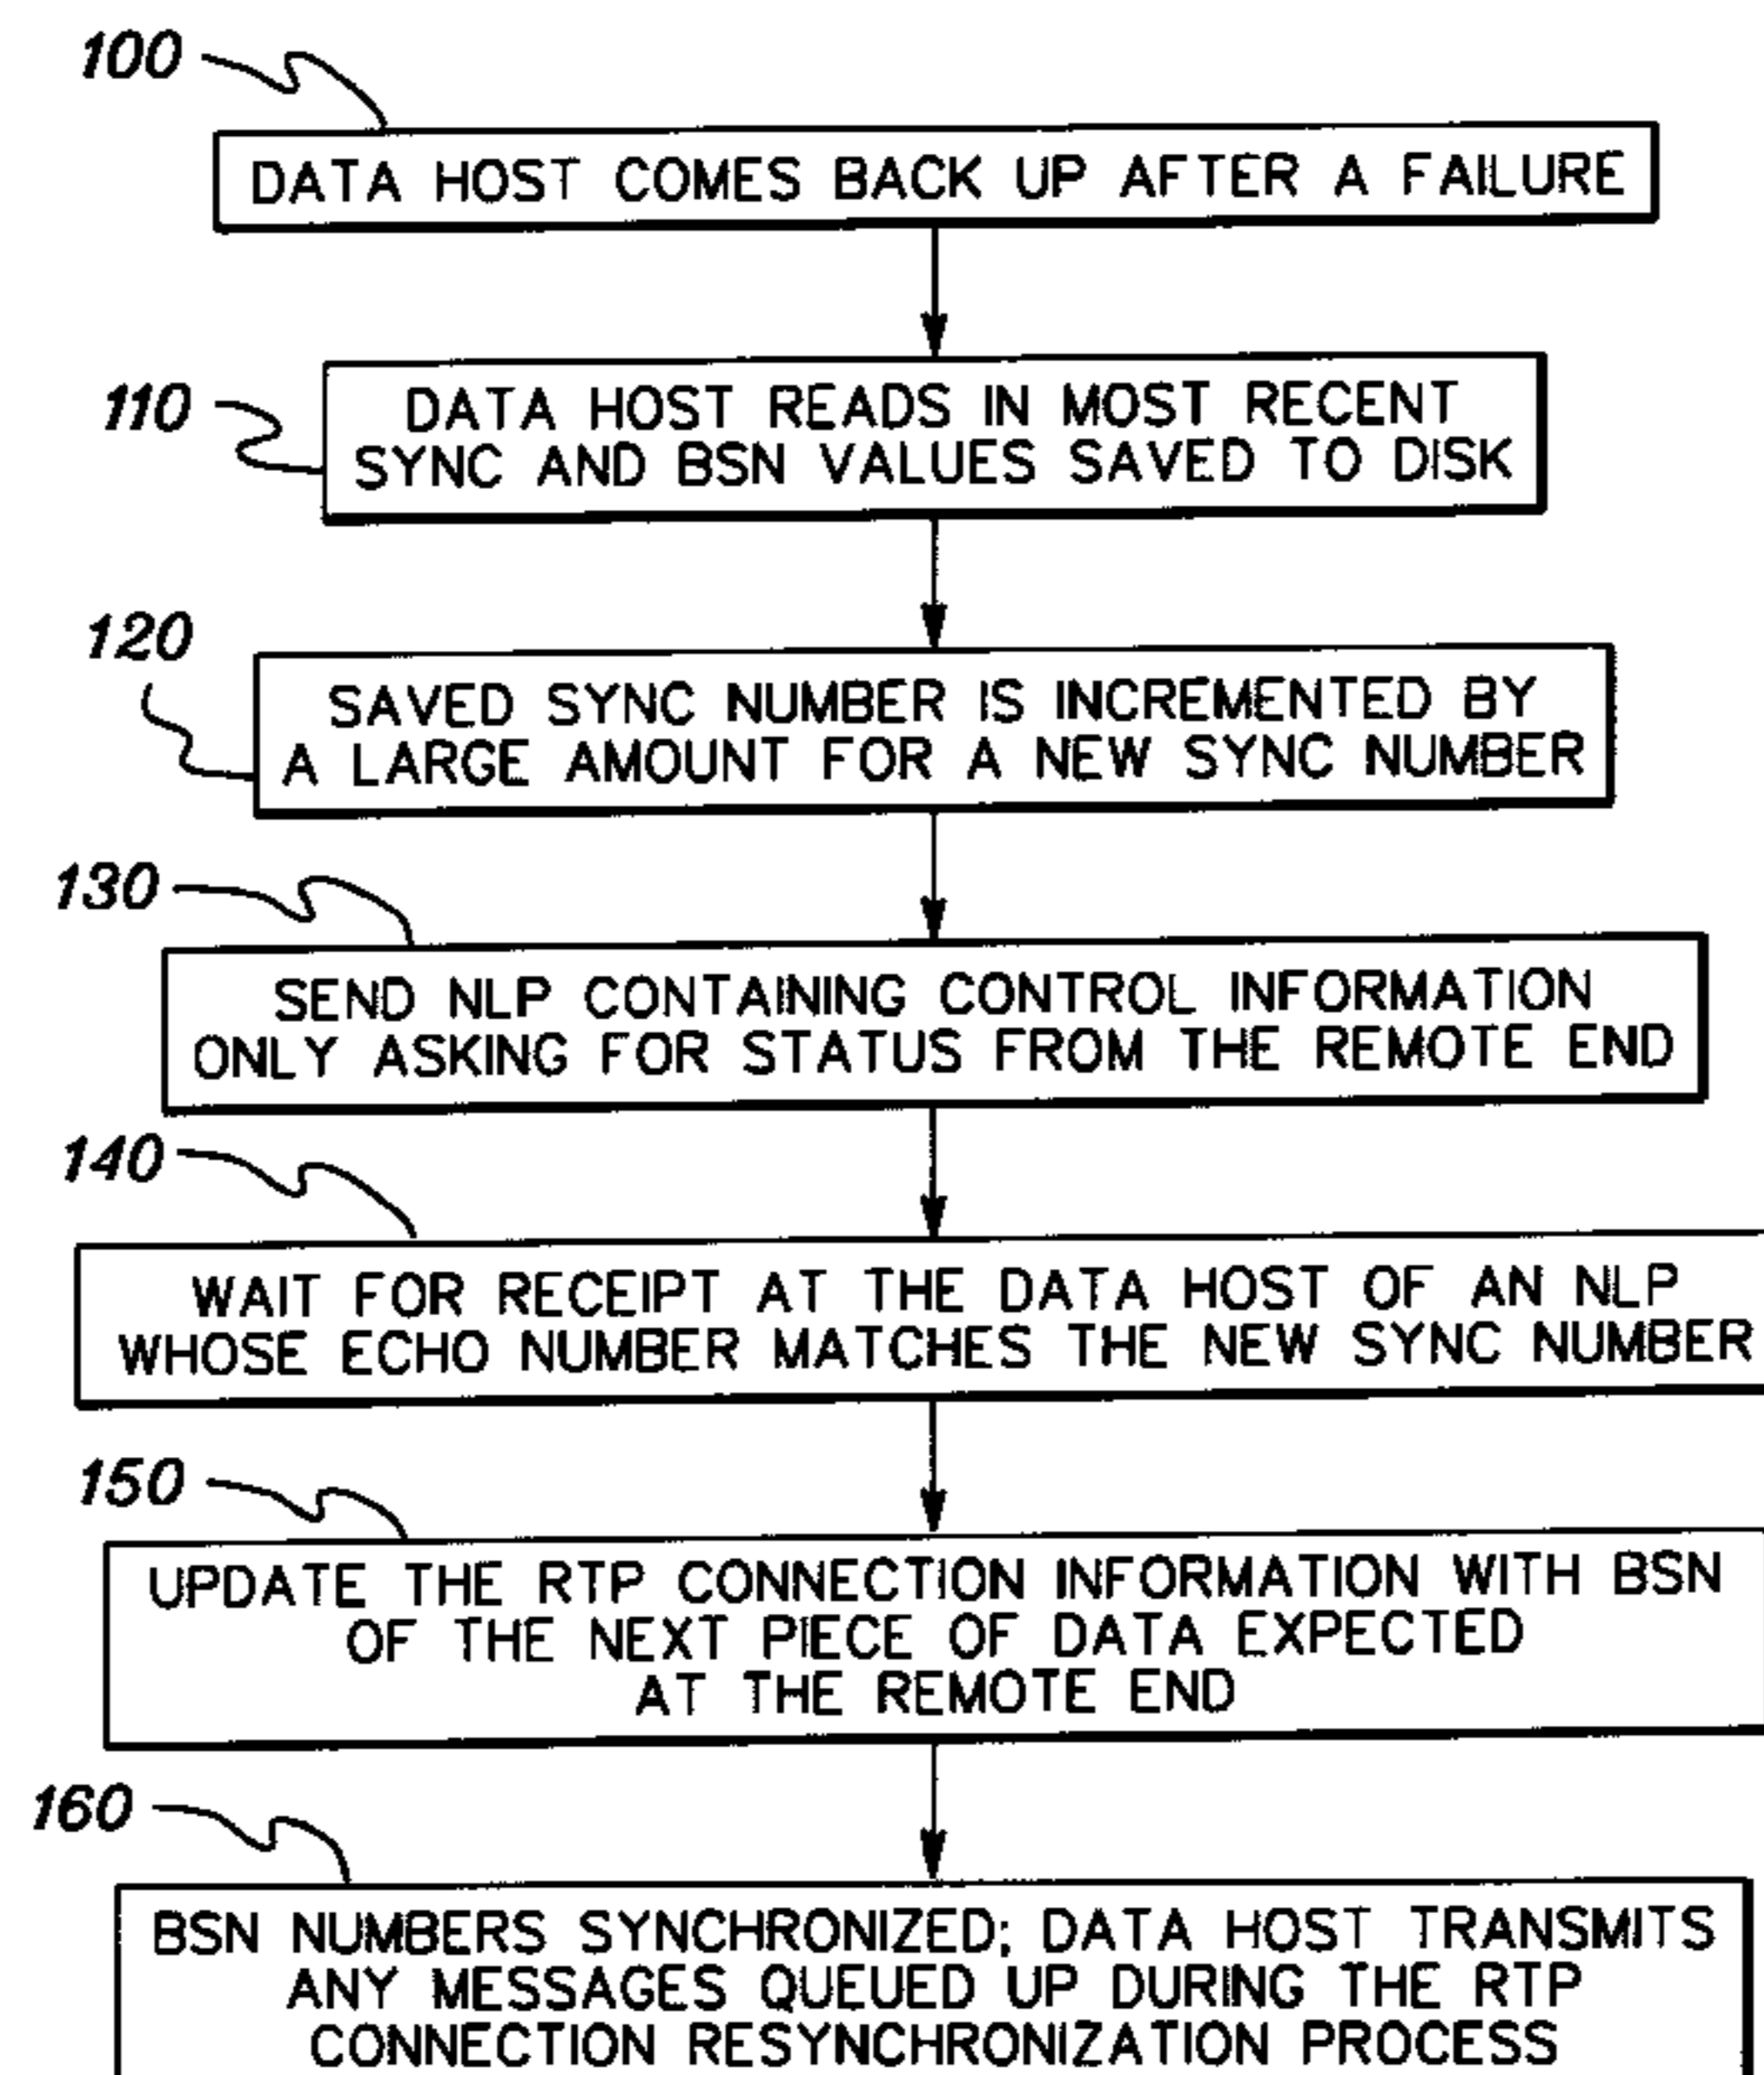 100
DATA HOST COMES BACK UP AFTER A FAILURE
110
DATA HOST READS IN MOST RECENT
SYNC AND BSN VALUES SAVED TO DISK
120
SAVED SYNC NUMBER IS INCREMENTED BY
A LARGE AMOUNT FOR A NEW SYNC NUMBER
130
SEND NLP CONTAINING CONTROL INFORMATION
ONLY ASKING FOR STATUS FROM THE REMOTE END
140
WAIT FOR RECEIPT AT THE DATA HOST OF AN NLP
WHOSE ECHO NUMBER MATCHES THE NEW SYNC NUMBER
150
UPDATE THE RTP CONNECTION INFORMATION WITH BSN
OF THE NEXT PIECE OF DATA EXPECTED
AT THE REMOTE END
160
BSN NUMBERS SYNCHRONIZED; DATA HOST TRANSMITS
ANY MESSAGES QUEUED UP DURING THE RTP
CONNECTION RESYNCHRONIZATION PROCESS